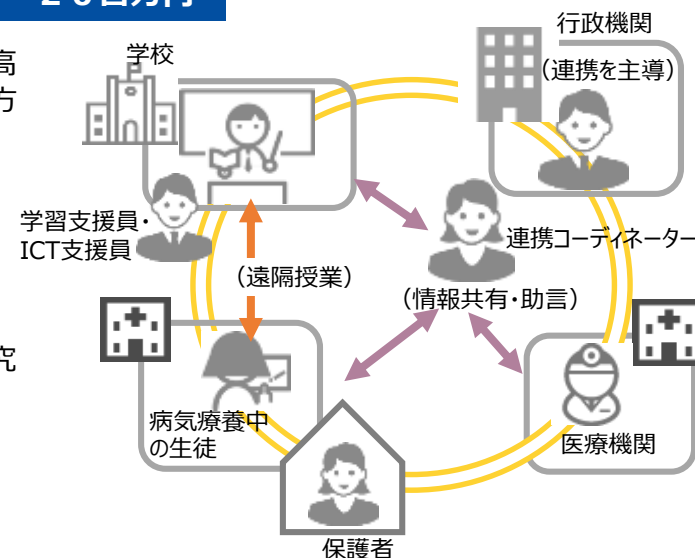 行政機関
学校
高
方
(連携を主導)
学習支援員・
ICT支援員
連携コーディネーター
(遠隔授業)
(情報共有・助言)
究
病気療養中
の生徒
医療機関
保護者